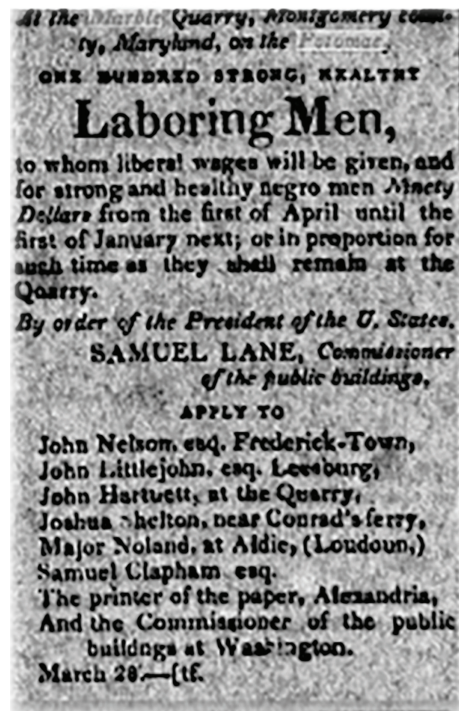 At the Marble Quarry, Montgomery coun-
ty, Maryland, on the Potomac,
ONE HUNDRED STRONG, HEALTHY
Laboring Men,
to whom liberal wages will be given, and
for strong and healthy negro men Ninety
Dollars from the first of April until the
first of January next; or in proportion for
such time as they shall remain at the
Quarry.
By order of the President of the U. States.
SAMUEL LANE, Commissioner
of the public buildings,
APPLY TO
John Nelson, esq. Frederick-Town,
John Littlejohn, esq. Leesburg,
John Hartnett, at the Quarry,
Joshua Shelton, near Conrad's ferry,
Major Noland, at Aldie, (Loudoun,)
Samuel Clapham esq.
The printer of the paper, Alexandria,
And the Commissioner of the public
buildngs at Washington.
March 28—[tf.